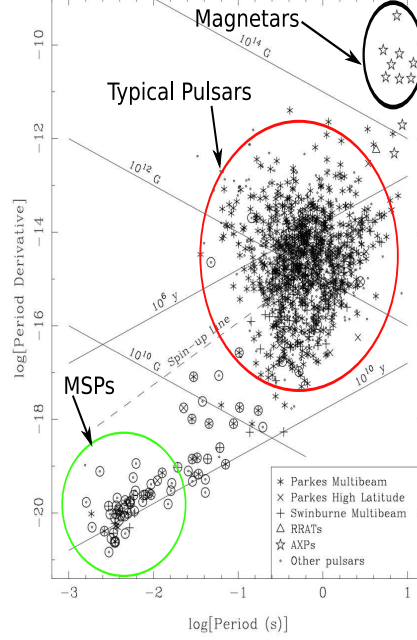 Magnetars
10¹⁴ G
Typical Pulsars
10¹² G
10⁶ y
Spin-up line
10¹⁰ G
10¹⁰ y
MSPs
Parkes Multibeam
Parkes High Latitude
Swinburne Multibeam
RRATs
AXPs
Other pulsars
log[Period Derivative]
−10
−12
−14
−16
−18
−20
−3
−2
−1
0
1
log[Period (s)]